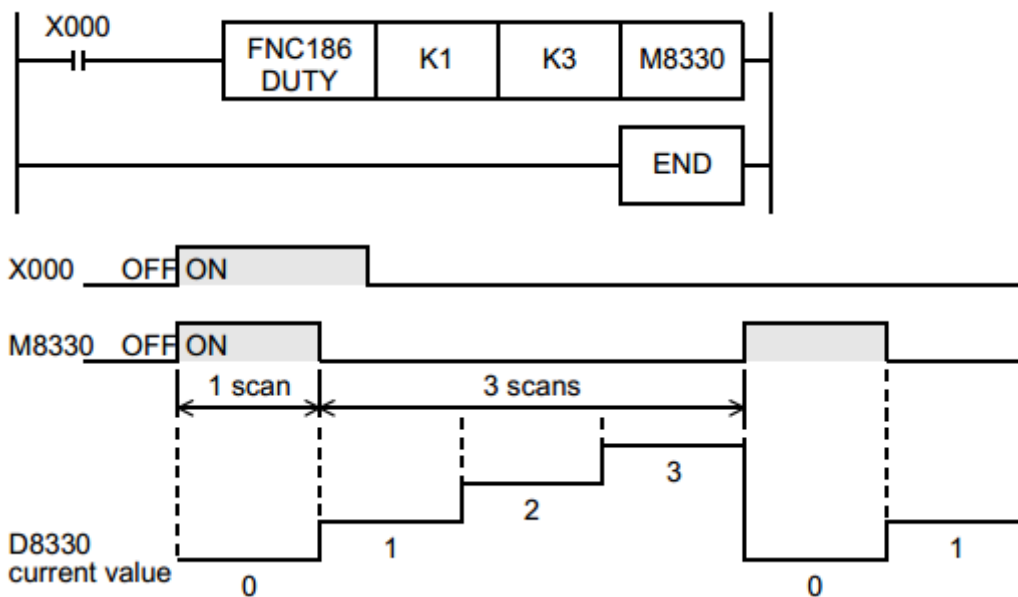 X000
FNC186
DUTY
K1
K3
M8330
END
X000 OFF ON
M8330 OFF ON
1 scan
3 scans
3
2
1
1
D8330
current value
0
0